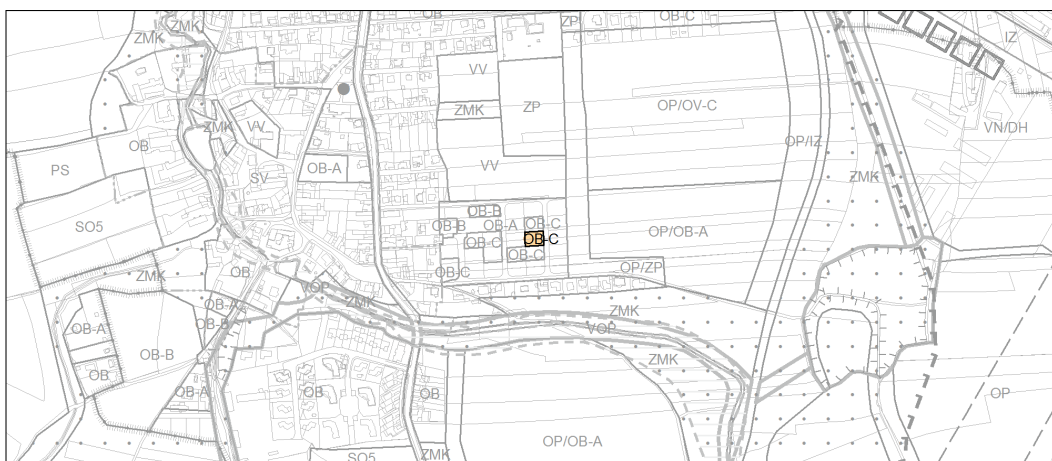 ZMK
OB
ZP
OB-C
IZ
ZMK
VV
ZMK
ZP
OP/OV-C
VN/DH
ZMK
VV
OB
OP/IZ
PS
OB-A
VV
ZMK
SV
SO5
OB-B
OB-B
OB-A
OB-C
OP/OB-A
OB-C
OB-C
OB-C
ZMK
OB
OB-C
OP/ZP
VOP
ZMK
OB-A
ZMK
OB-A
OB-B
VOP
OB-B
ZMK
OB
OB-A
OB
OB
OP
OP/OB-A
SO5
ZMK